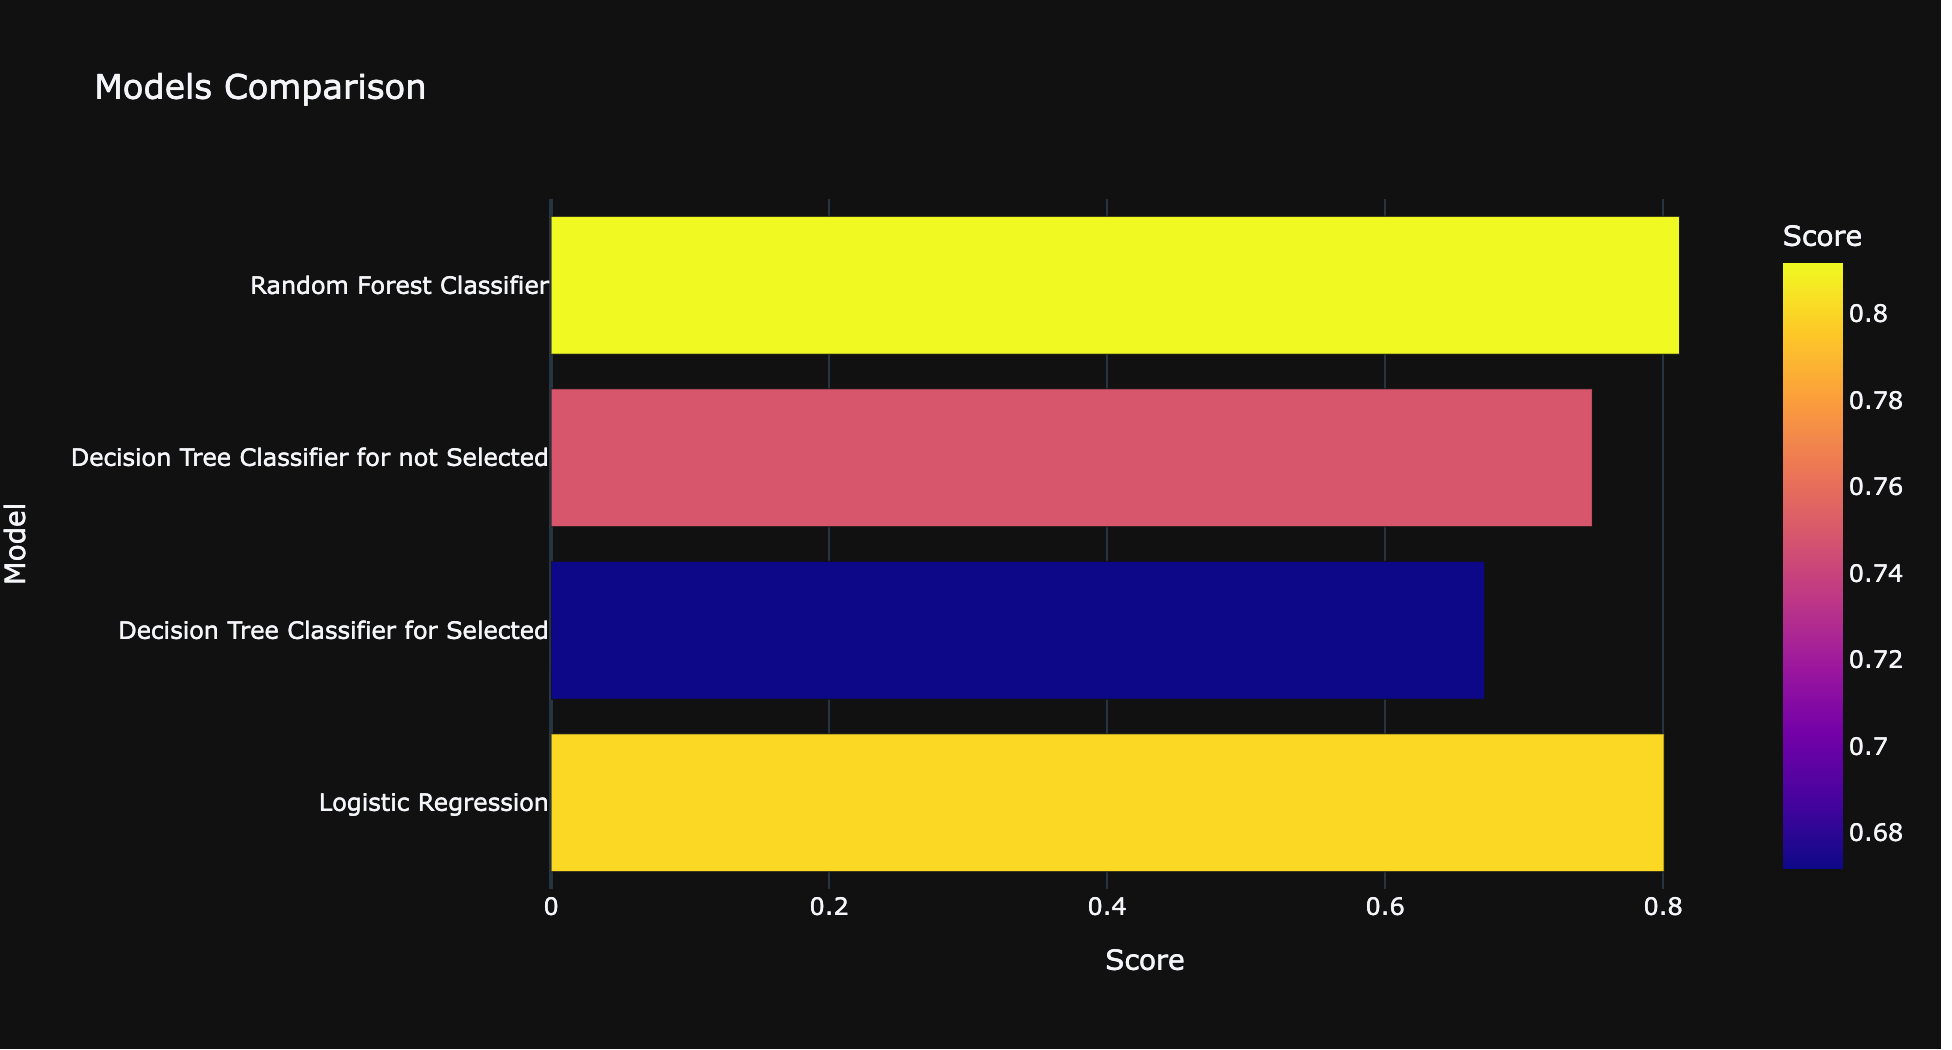 Models Comparison
Model
Random Forest Classifier
Decision Tree Classifier for not Selected
Decision Tree Classifier for Selected
Logistic Regression
0 0.2 0.4 0.6 0.8
Score
Score
0.8
0.78
0.76
0.74
0.72
0.7
0.68